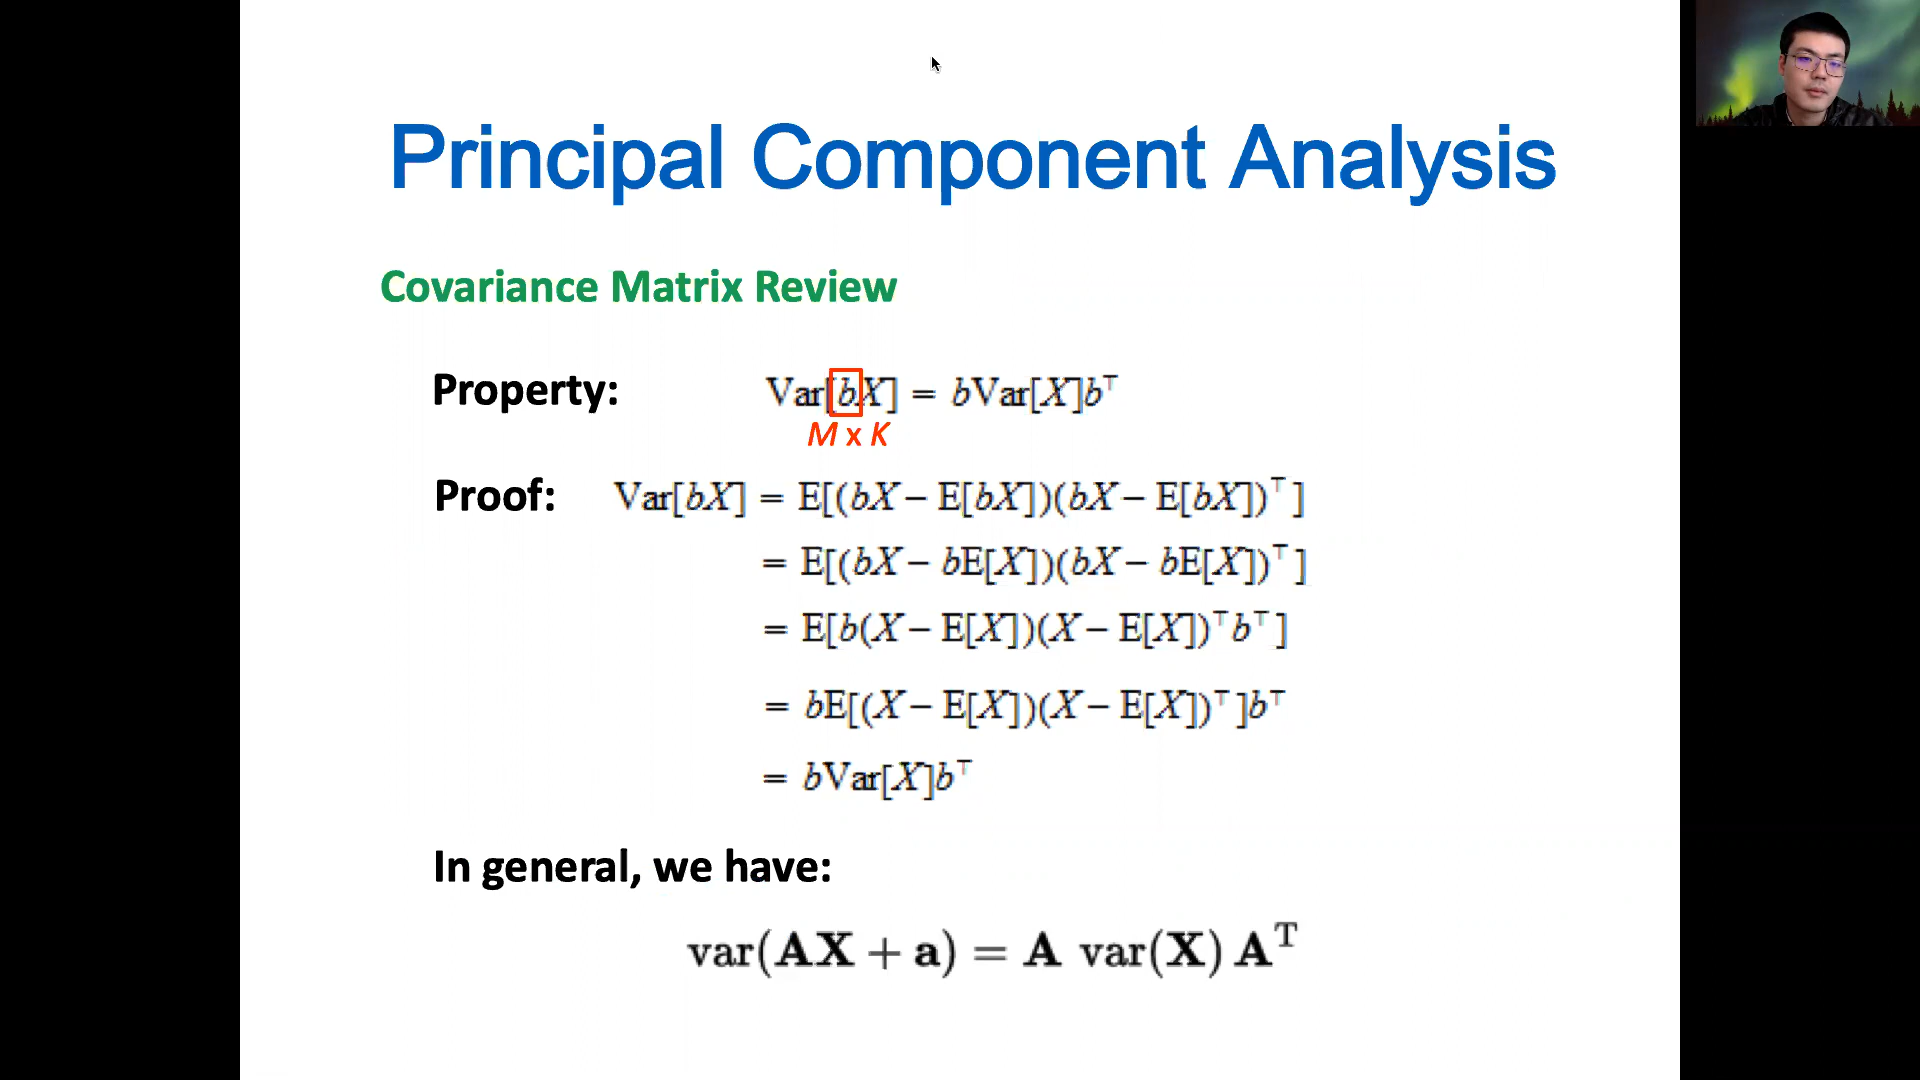 Principal Component Analysis
Covariance Matrix Review
Property: Var[bX] = bVar[X]b⊤
M x K
Proof: Var[bX] = E[(bX − E[bX])(bX − E[bX])⊤]
= E[(bX − bE[X])(bX − bE[X])⊤]
= E[b(X − E[X])(X − E[X])⊤b⊤]
= bE[(X − E[X])(X − E[X])⊤]b⊤
= bVar[X]b⊤
In general, we have:
var(AX + a) = A var(X) Aᵀ